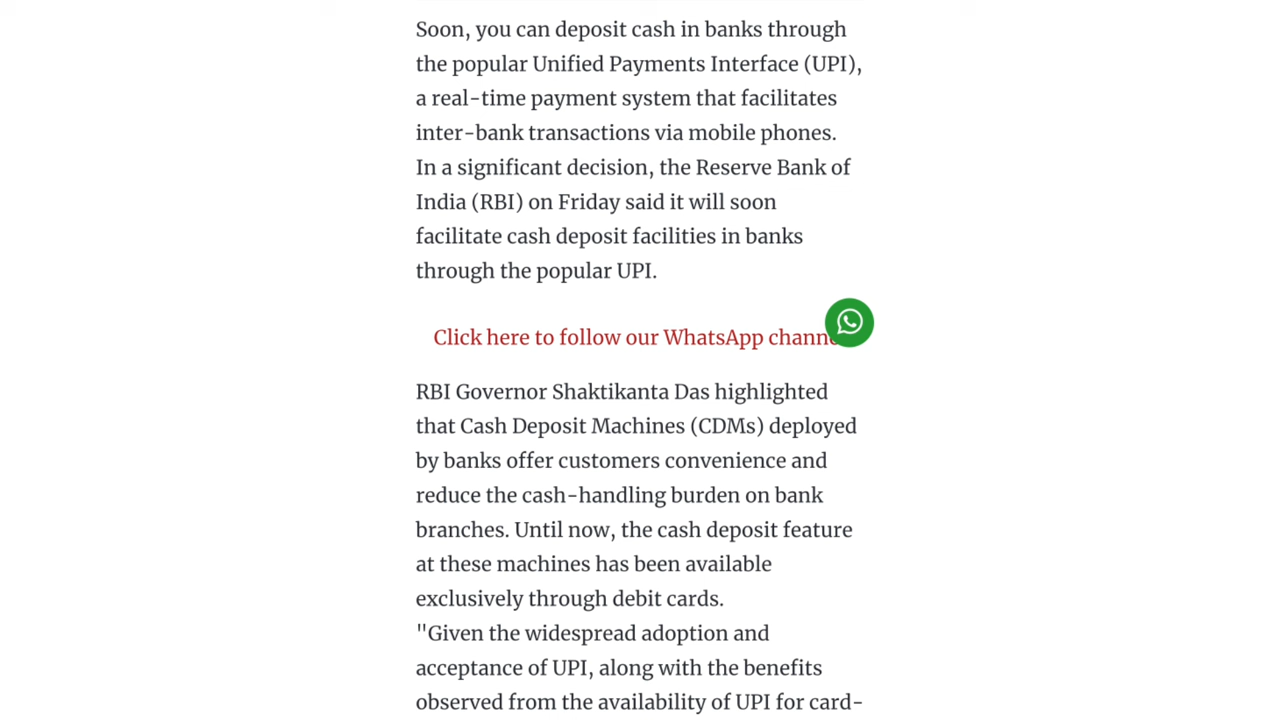 Soon, you can deposit cash in banks through
the popular Unified Payments Interface (UPI),
a real-time payment system that facilitates
inter-bank transactions via mobile phones.
In a significant decision, the Reserve Bank of
India (RBI) on Friday said it will soon
facilitate cash deposit facilities in banks
through the popular UPI.
Click here to follow our WhatsApp
RBI Governor Shaktikanta Das highlighted
that Cash Deposit Machines (CDMs) deployed
by banks offer customers convenience and
reduce the cash-handling burden on bank
branches. Until now, the cash deposit feature
at these machines has been available
exclusively through debit cards.
"Given the widespread adoption and
acceptance of UPI, along with the benefits
observed from the availability of UPI for card-